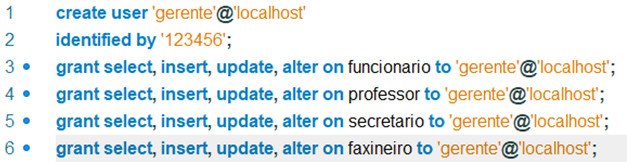 1 create user 'gerente'@'localhost'
2 identified by '123456';
3 grant select, insert, update, alter on funcionario to 'gerente'@'localhost';
4 grant select, insert, update, alter on professor to 'gerente'@'localhost';
5 grant select, insert, update, alter on secretario to 'gerente'@'localhost';
6 grant select, insert, update, alter on faxineiro to 'gerente'@'localhost';